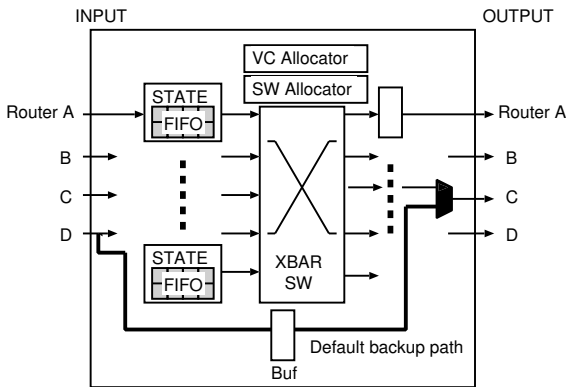 INPUT
OUTPUT
VC Allocator
SW Allocator
STATE
FIFO
Router A
Router A
B
B
C
C
D
D
STATE
FIFO
XBAR
SW
Default backup path
Buf